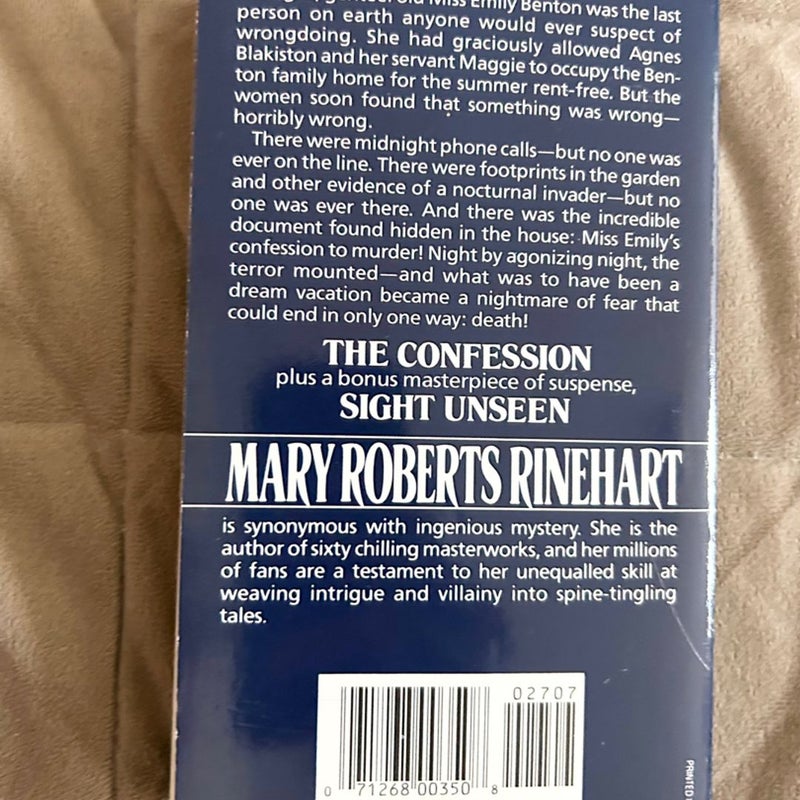 Miss Emily Benton was the last
person on earth anyone would ever suspect of
wrongdoing. She had graciously allowed Agnes
Blakiston and her servant Maggie to occupy the Ben-
ton family home for the summer rent-free. But the
women soon found that something was wrong—
horribly wrong.
There were midnight phone calls—but no one was
ever on the line. There were footprints in the garden
and other evidence of a nocturnal invader—but no
one was ever there. And there was the incredible
document found hidden in the house: Miss Emily's
confession to murder! Night by agonizing night, the
terror mounted—and what was to have been a
dream vacation became a nightmare of fear that
could end in only one way: death!
THE CONFESSION
plus a bonus masterpiece of suspense,
SIGHT UNSEEN
MARY ROBERTS RINEHART
is synonymous with ingenious mystery. She is the
author of sixty chilling masterworks, and her millions
of fans are a testament to her unequalled skill at
weaving intrigue and villainy into spine-tingling
tales.
02707
0 71268 00350 8
PRINTED